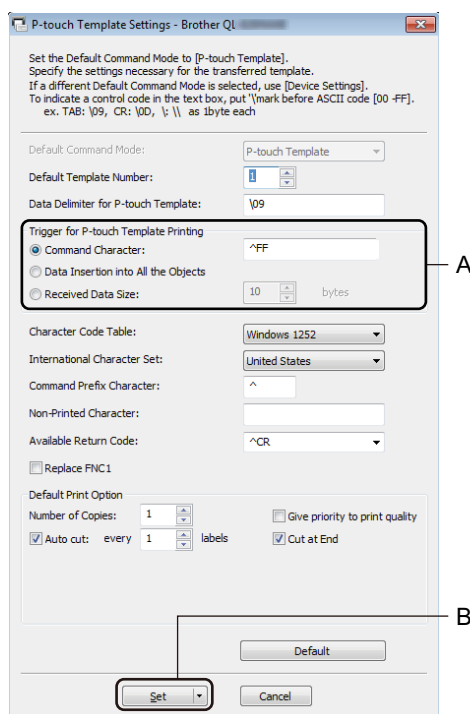 P-touch Template Settings - Brother QL
Set the Default Command Mode to [P-touch Template].
Specify the settings necessary for the transferred template.
If a different Default Command Mode is selected, use [Device Settings].
To indicate a control code in the text box, put '\'mark before ASCII code [00 -FF].
ex. TAB: \09, CR: \0D, \: \\ as 1byte each
Default Command Mode: P-touch Template
Default Template Number: 1
Data Delimiter for P-touch Template: \09
Trigger for P-touch Template Printing
Command Character: ^FF
A
Data Insertion into All the Objects
Received Data Size: 10 bytes
Character Code Table: Windows 1252
International Character Set: United States
Command Prefix Character: ^
Non-Printed Character:
Available Return Code: ^CR
Replace FNC1
Default Print Option
Number of Copies: 1 Give priority to print quality
Auto cut: every 1 labels Cut at End
B
Default
Set Cancel